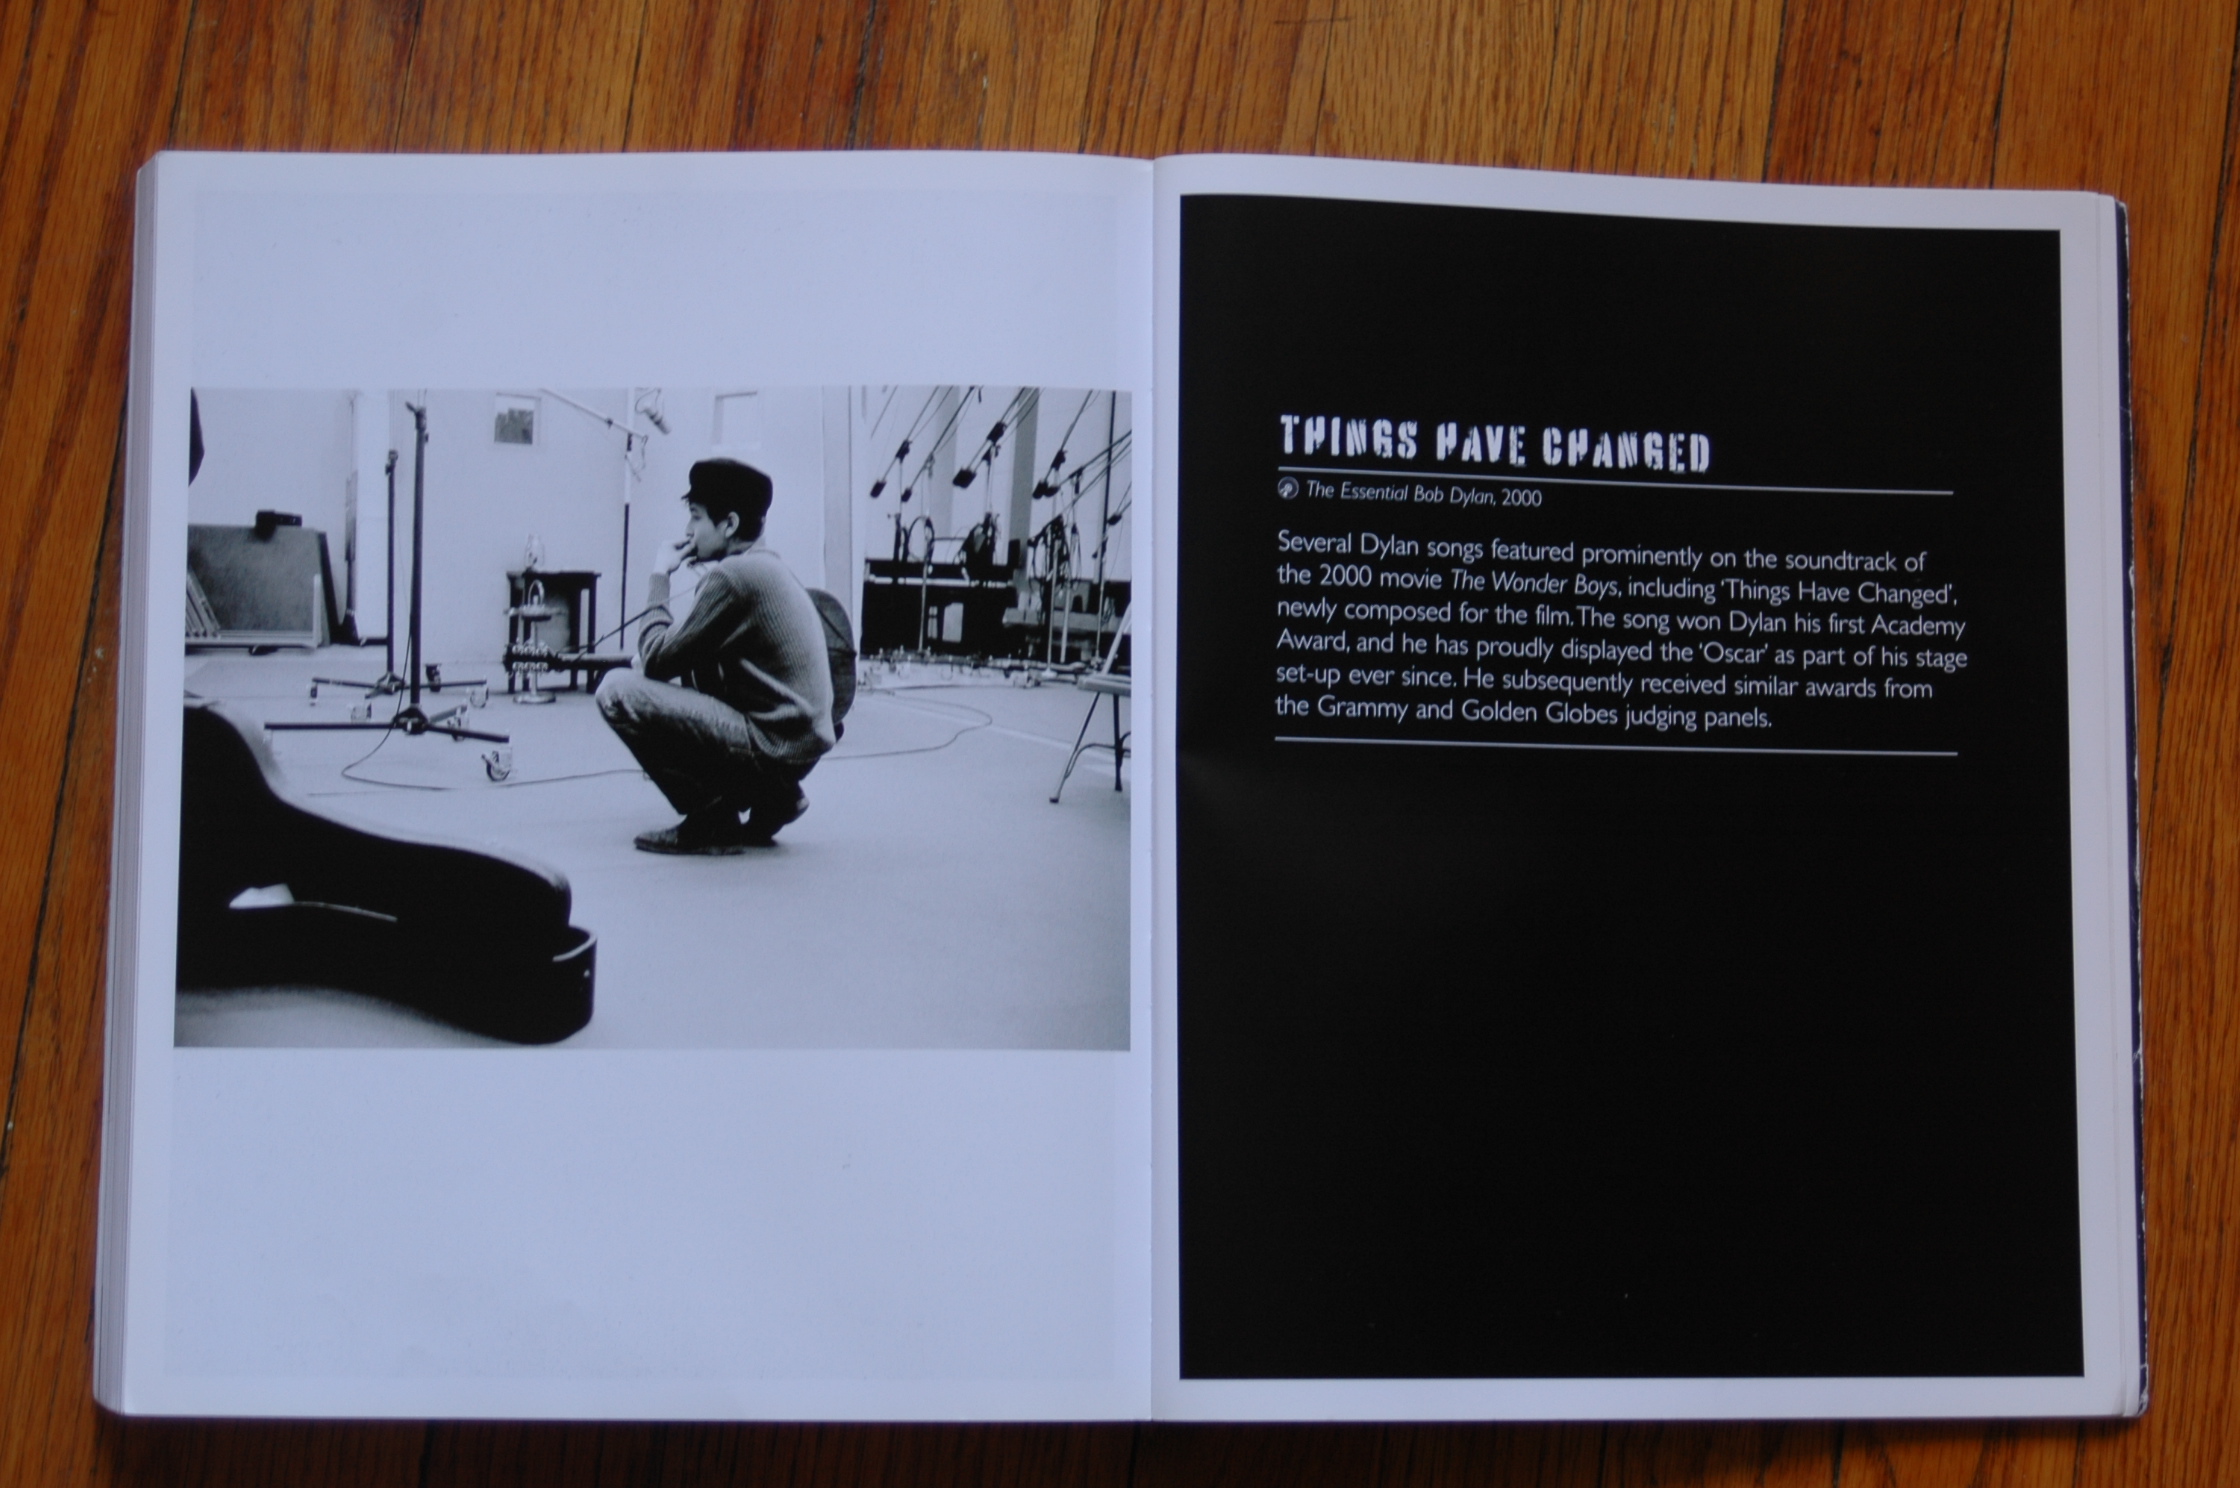 THINGS HAVE CHANGED
The Essential Bob Dylan, 2000
Several Dylan songs featured prominently on the soundtrack of
the 2000 movie The Wonder Boys, including 'Things Have Changed',
newly composed for the film. The song won Dylan his first Academy
Award, and he has proudly displayed the 'Oscar' as part of his stage
set-up ever since. He subsequently received similar awards from
the Grammy and Golden Globes judging panels.